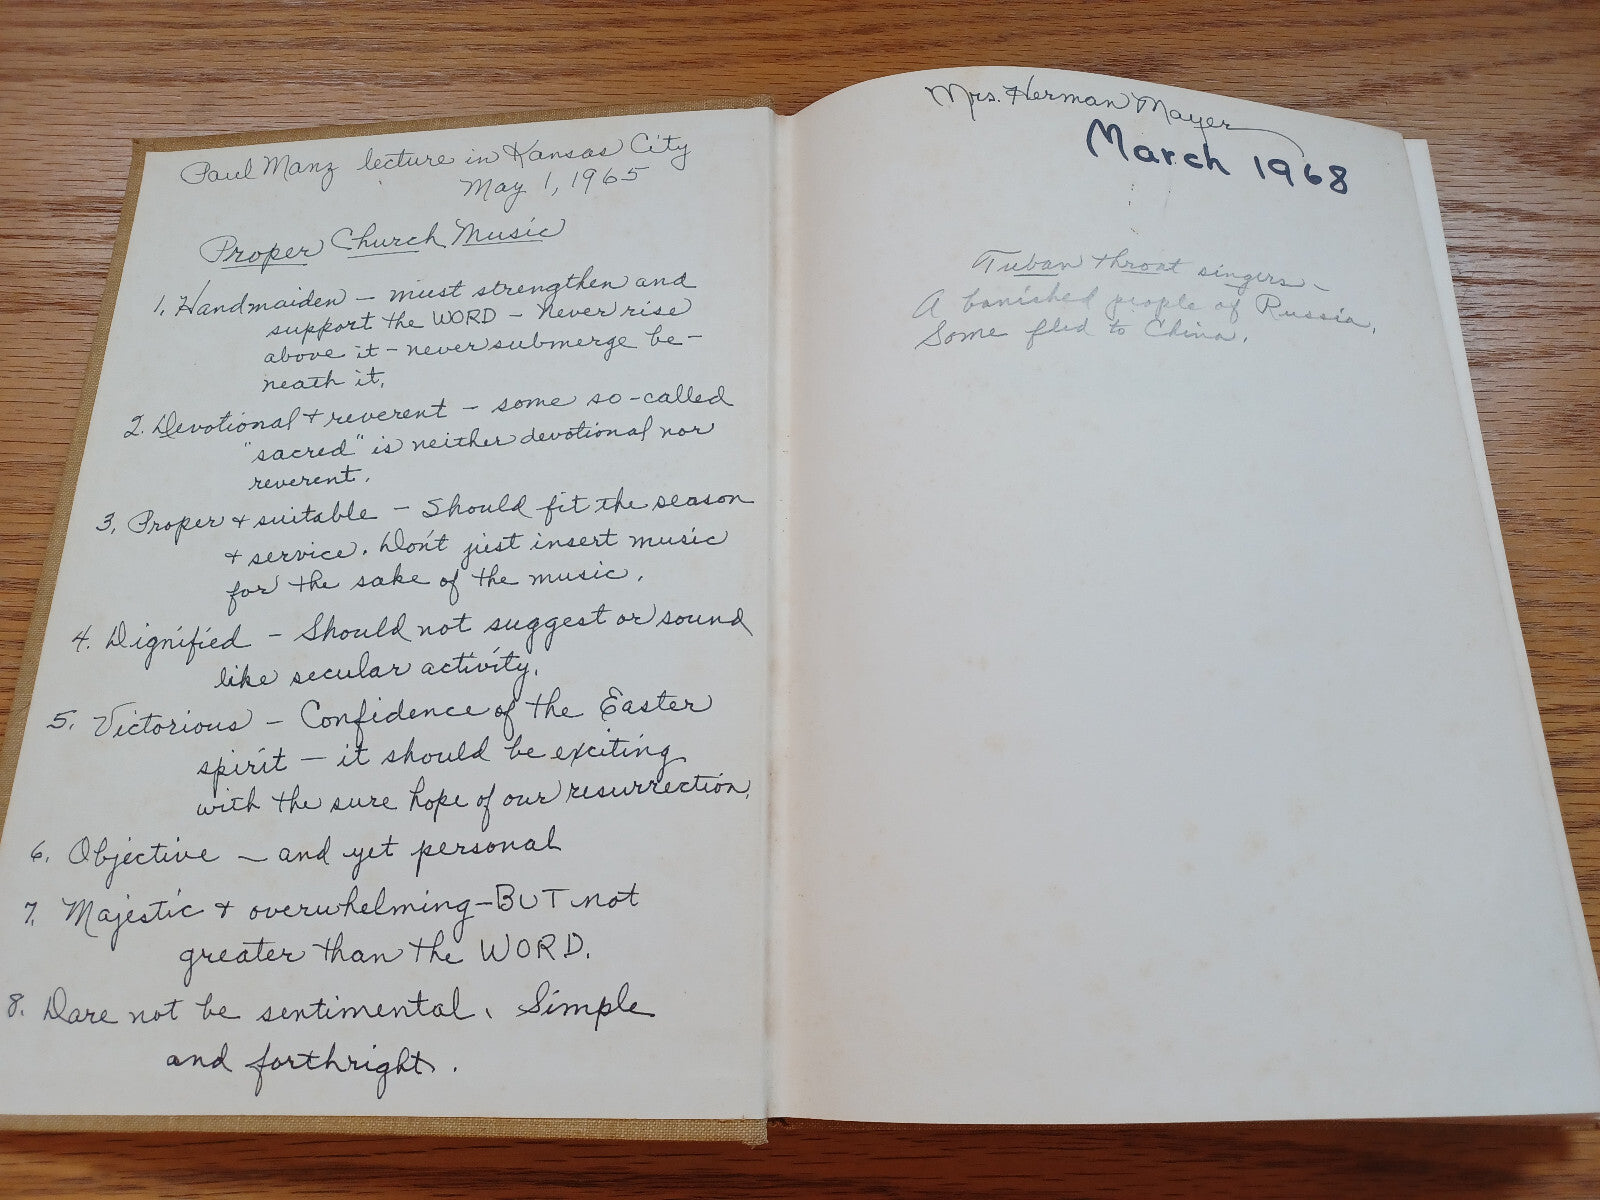 Paul Manz lecture in Kansas City
May 1, 1965
Proper Church Music
1. Handmaiden – must strengthen and
support the WORD – Never rise
above it – never submerge be-
neath it.
2. Devotional + reverent – some so-called
"sacred" is neither devotional nor
reverent.
3. Proper + suitable – Should fit the season
+ service. Don't just insert music
for the sake of the music.
4. Dignified – Should not suggest or sound
like secular activity.
5. Victorious – Confidence of the Easter
spirit – it should be exciting
with the sure hope of our resurrection.
6. Objective – and yet personal
7. Majestic + overwhelming – BUT not
greater than the WORD.
8. Dare not be sentimental. Simple
and forthright.
Mrs. Herman Mayer
March 1968
Tuban throat singers –
A banished people of Russia.
Some fled to China.